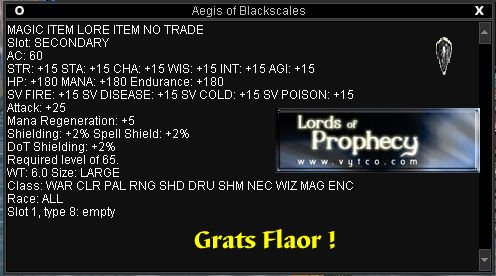 O Aegis of Blackscales X
MAGIC ITEM LORE ITEM NO TRADE
Slot: SECONDARY
AC: 60
STR: +15 STA: +15 CHA: +15 WIS: +15 INT: +15 AGI: +15
HP: +180 MANA: +180 Endurance: +180
SV FIRE: +15 SV DISEASE: +15 SV COLD: +15 SV POISON: +15
Attack: +25
Mana Regeneration: +5
Shielding: +2% Spell Shield: +2%
DoT Shielding: +2%
Required level of 65.
WT: 6.0 Size: LARGE
Class: WAR CLR PAL RNG SHD DRU SHM NEC WIZ MAG ENC
Race: ALL
Slot 1, type 8: empty
Lords of
Prophecy
www.vytco.com
Grats Flaor !